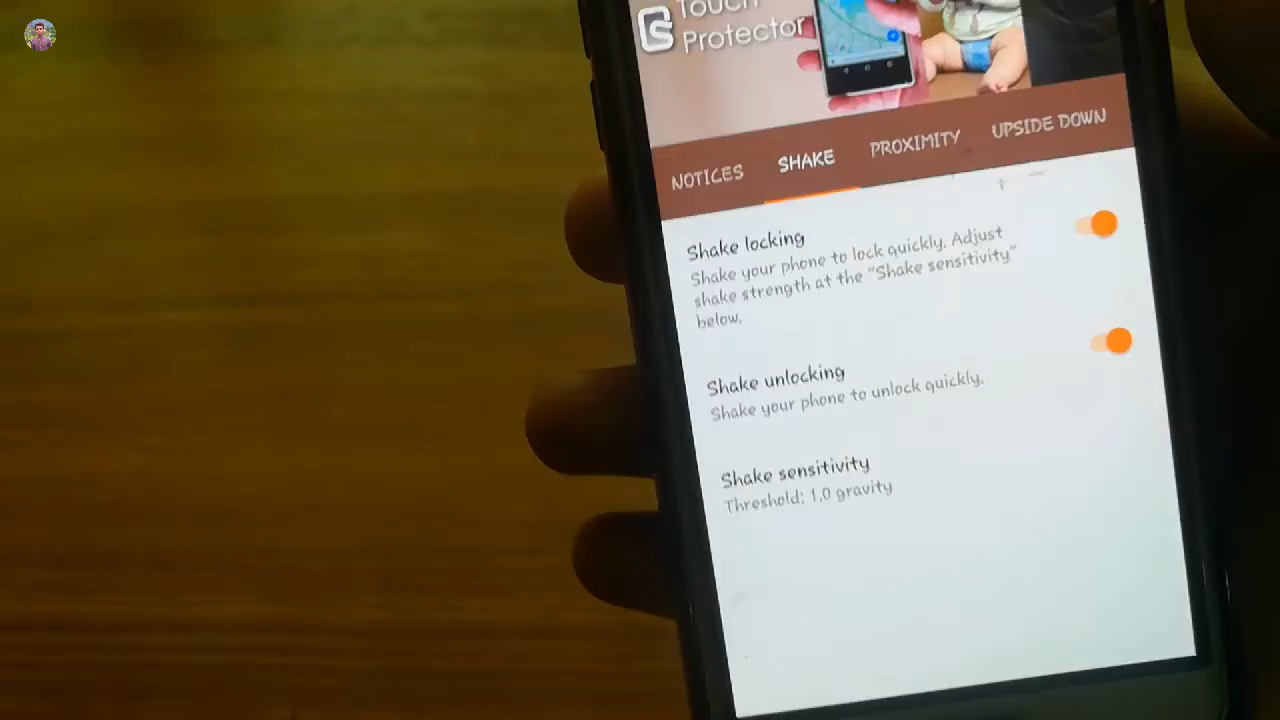 Touch
Protector
NOTICES SHAKE PROXIMITY UPSIDE DOWN
Shake locking
Shake your phone to lock quickly. Adjust
shake strength at the "Shake sensitivity"
below.
Shake unlocking
Shake your phone to unlock quickly.
Shake sensitivity
Threshold: 1.0 gravity